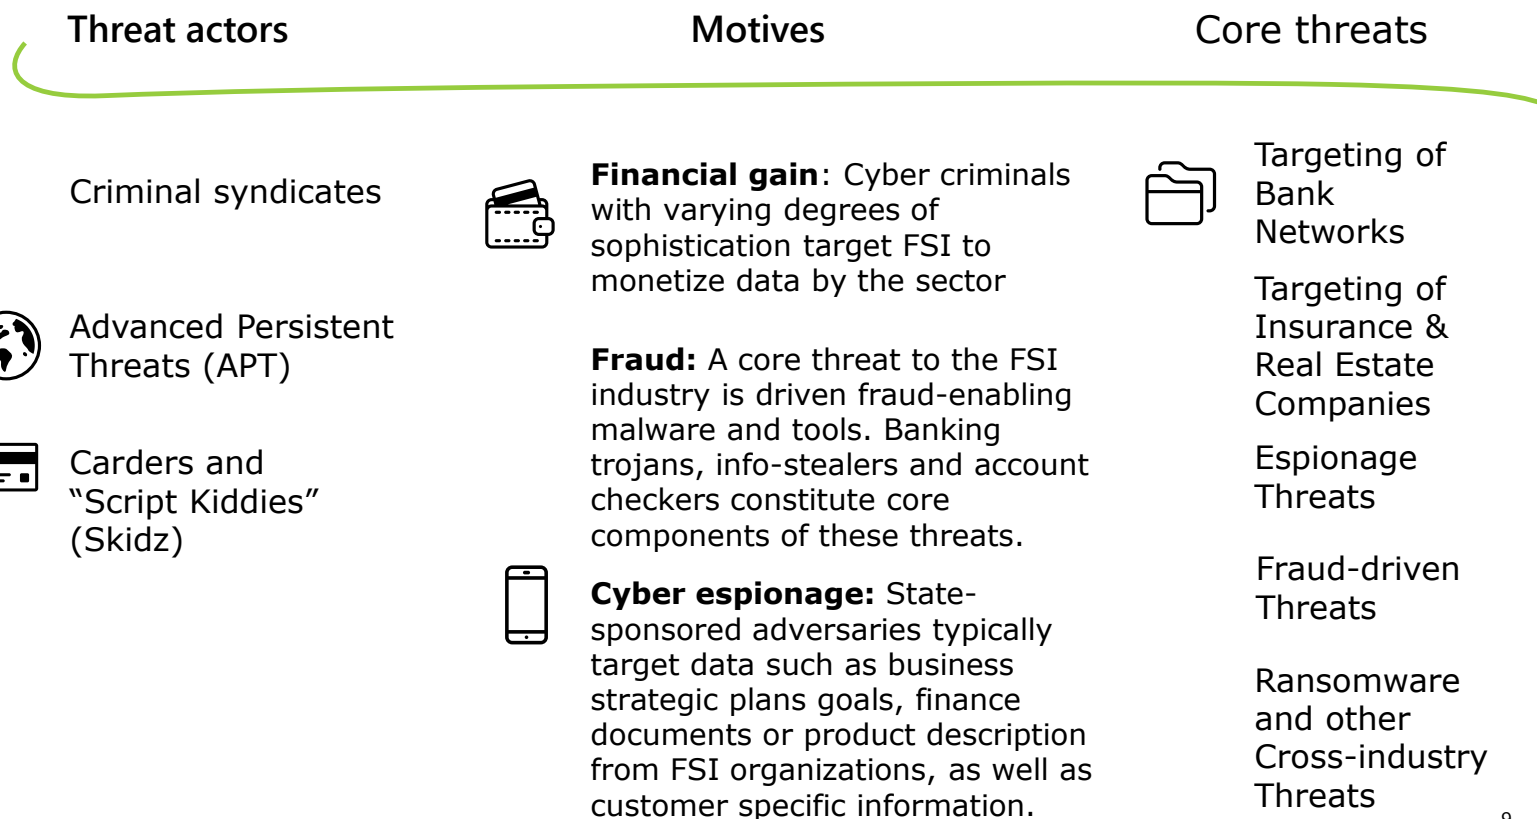 Threat actors
Motives
Core threats
Criminal syndicates
Advanced Persistent
Threats (APT)
Carders and
“Script Kiddies”
(Skidz)
Financial gain: Cyber criminals
with varying degrees of
sophistication target FSI to
monetize data by the sector
Fraud: A core threat to the FSI
industry is driven fraud-enabling
malware and tools. Banking
trojans, info-stealers and account
checkers constitute core
components of these threats.
Cyber espionage: State-
sponsored adversaries typically
target data such as business
strategic plans goals, finance
documents or product description
from FSI organizations, as well as
customer specific information.
Targeting of
Bank
Networks
Targeting of
Insurance &
Real Estate
Companies
Espionage
Threats
Fraud-driven
Threats
Ransomware
and other
Cross-industry
Threats